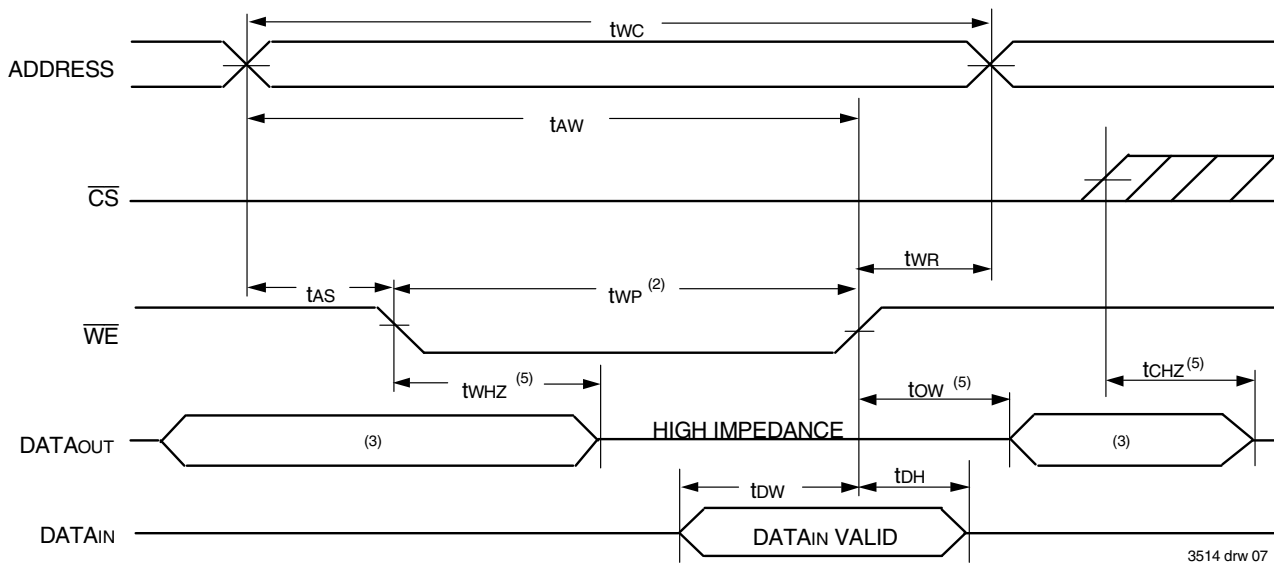 tWC
ADDRESS
tAW
CS
tWR
tAS
tWP (2)
WE
tWHZ (5)
tOW (5)
tCHZ(5)
DATAOUT
(3)
HIGH IMPEDANCE
(3)
tDW
tDH
DATAIN
DATAIN VALID
3514 drw 07